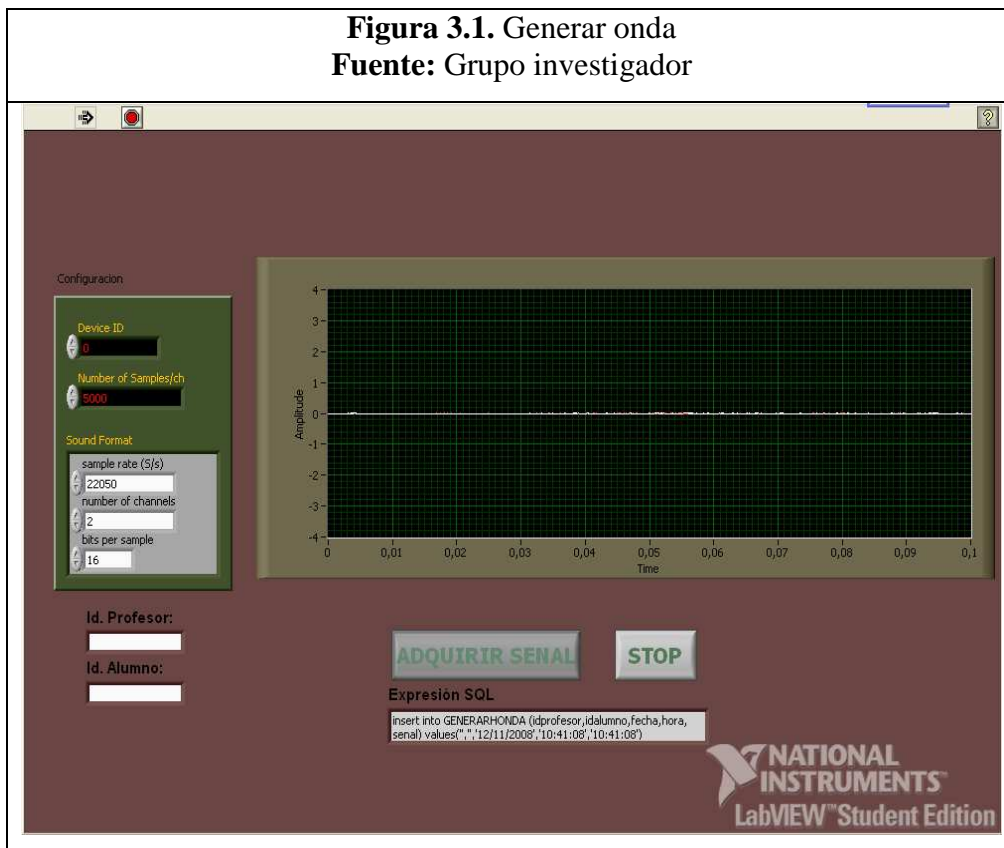 Figura 3.1. Generar onda
Fuente: Grupo investigador
?
Configuracion
Device ID
0
Number of Samples/ch
5000
Sound Format
sample rate (S/s)
22050
number of channels
2
bits per sample
16
Amplitude
4
3
2
1
0
-1
-2
-3
-4
0 0,01 0,02 0,03 0,04 0,05 0,06 0,07 0,08 0,09 0,1
Time
Id. Profesor:
Id. Alumno:
ADQUIRIR SENAL
STOP
Expresión SQL
insert into GENERARHONDA (idprofesor,idalumno,fecha,hora,
senal) values('','','12/11/2008','10:41:08','10:41:08')
NATIONAL
INSTRUMENTS™
LabVIEW™ Student Edition